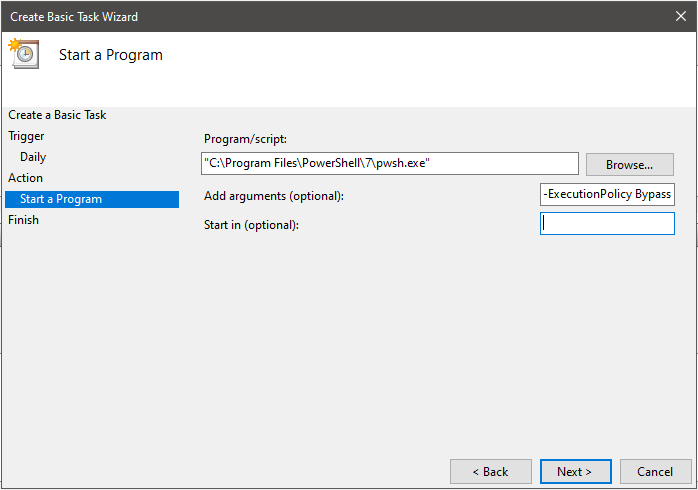 Create Basic Task Wizard
Start a Program
Create a Basic Task
Trigger
Daily
Action
Start a Program
Finish
Program/script:
"C:\Program Files\PowerShell\7\pwsh.exe"
Browse...
Add arguments (optional):
-ExecutionPolicy Bypass
Start in (optional):
< Back
Next >
Cancel